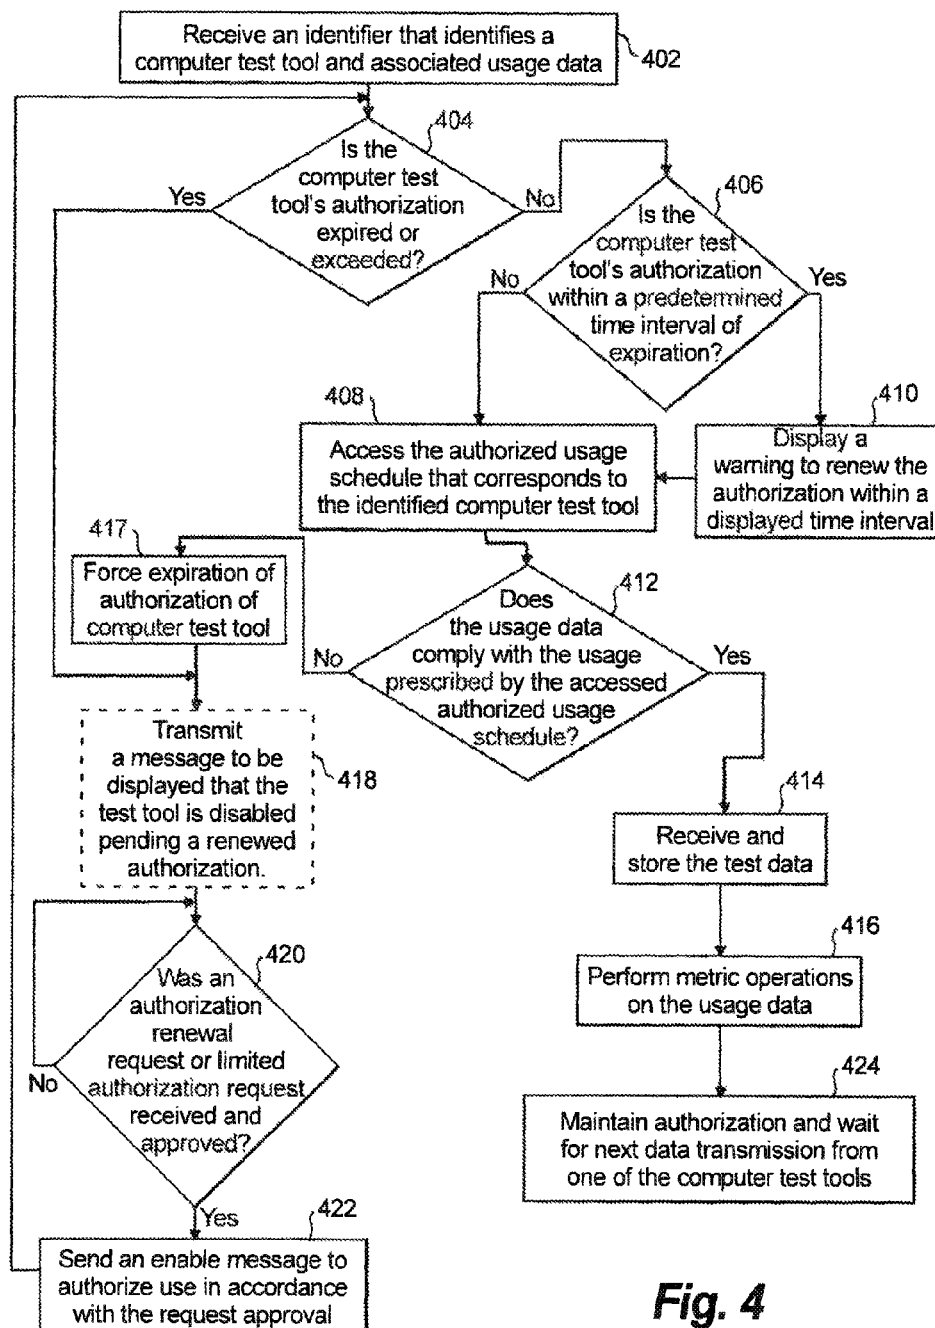 Receive an identifier that identifies a
computer test tool and associated usage data
402
404
Is the
computer test
tool's authorization
expired or
exceeded?
Yes
No
406
Is the
computer test
tool's authorization
within a predetermined
time interval of
expiration?
No
Yes
408
Access the authorized usage
schedule that corresponds to
the identified computer test tool
410
Display a
warning to renew the
authorization within a
displayed time interval
417
Force expiration of
authorization of
computer test tool
412
Does
the usage data
comply with the usage
prescribed by the accessed
authorized usage
schedule?
No
Yes
Transmit
a message to be
displayed that the
test tool is disabled
pending a renewed
authorization.
418
414
Receive and
store the test data
416
Perform metric operations
on the usage data
420
Was an
authorization
renewal
request or limited
authorization request
received and
approved?
No
Yes
424
Maintain authorization and wait
for next data transmission from
one of the computer test tools
422
Send an enable message to
authorize use in accordance
with the request approval
Fig. 4